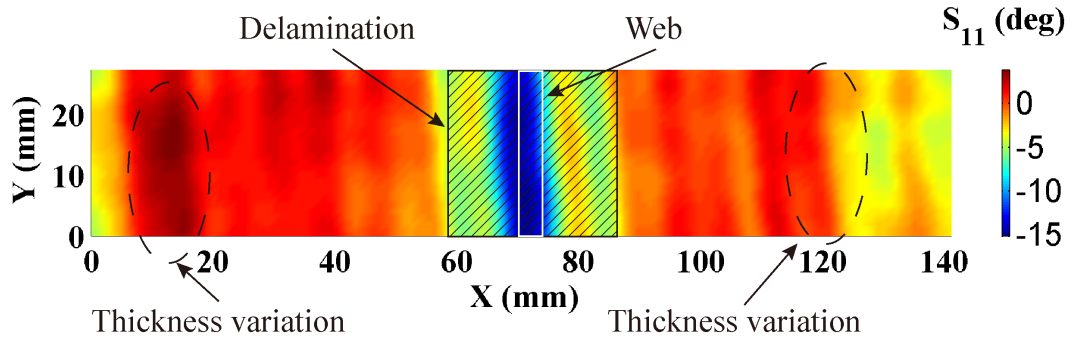 Delamination
Web
S11 (deg)
Y (mm)
20
10
0
0
-5
-10
-15
0 20 40 60 80 100 120 140
X (mm)
Thickness variation
Thickness variation